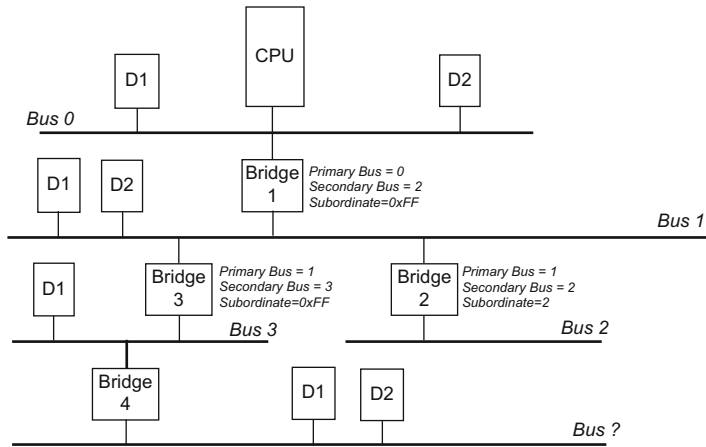 CPU
D1
D2
Bus 0
Bridge
1
Primary Bus = 0
Secondary Bus = 2
Subordinate=0xFF
D1
D2
Bus 1
D1
Bridge
3
Primary Bus = 1
Secondary Bus = 3
Subordinate=0xFF
Bridge
2
Primary Bus = 1
Secondary Bus = 2
Subordinate=2
Bus 3
Bus 2
Bridge
4
D1
D2
Bus ?